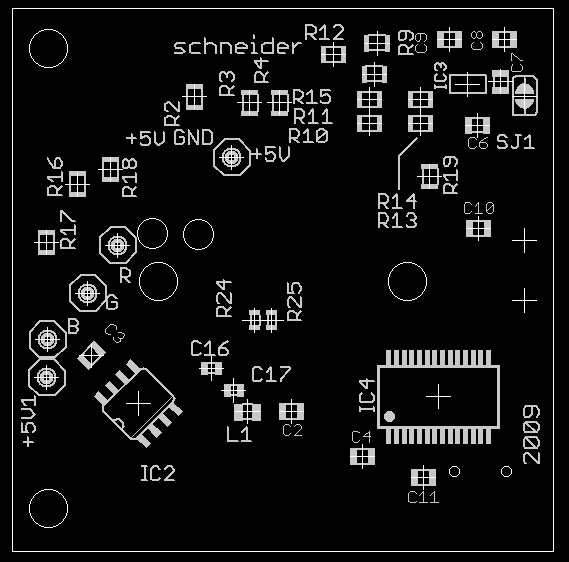 R12
schneider
R9
C9
C8
R4
R3
IC3
C7
R2
R15
R11
R10
+5V GND
+5V
C6
SJ1
R16
R18
R19
R14
R13
C10
R17
R
G
R24
R25
B
C3
C16
C17
IC4
+5V1
L1
C2
C4
2009
IC2
C11